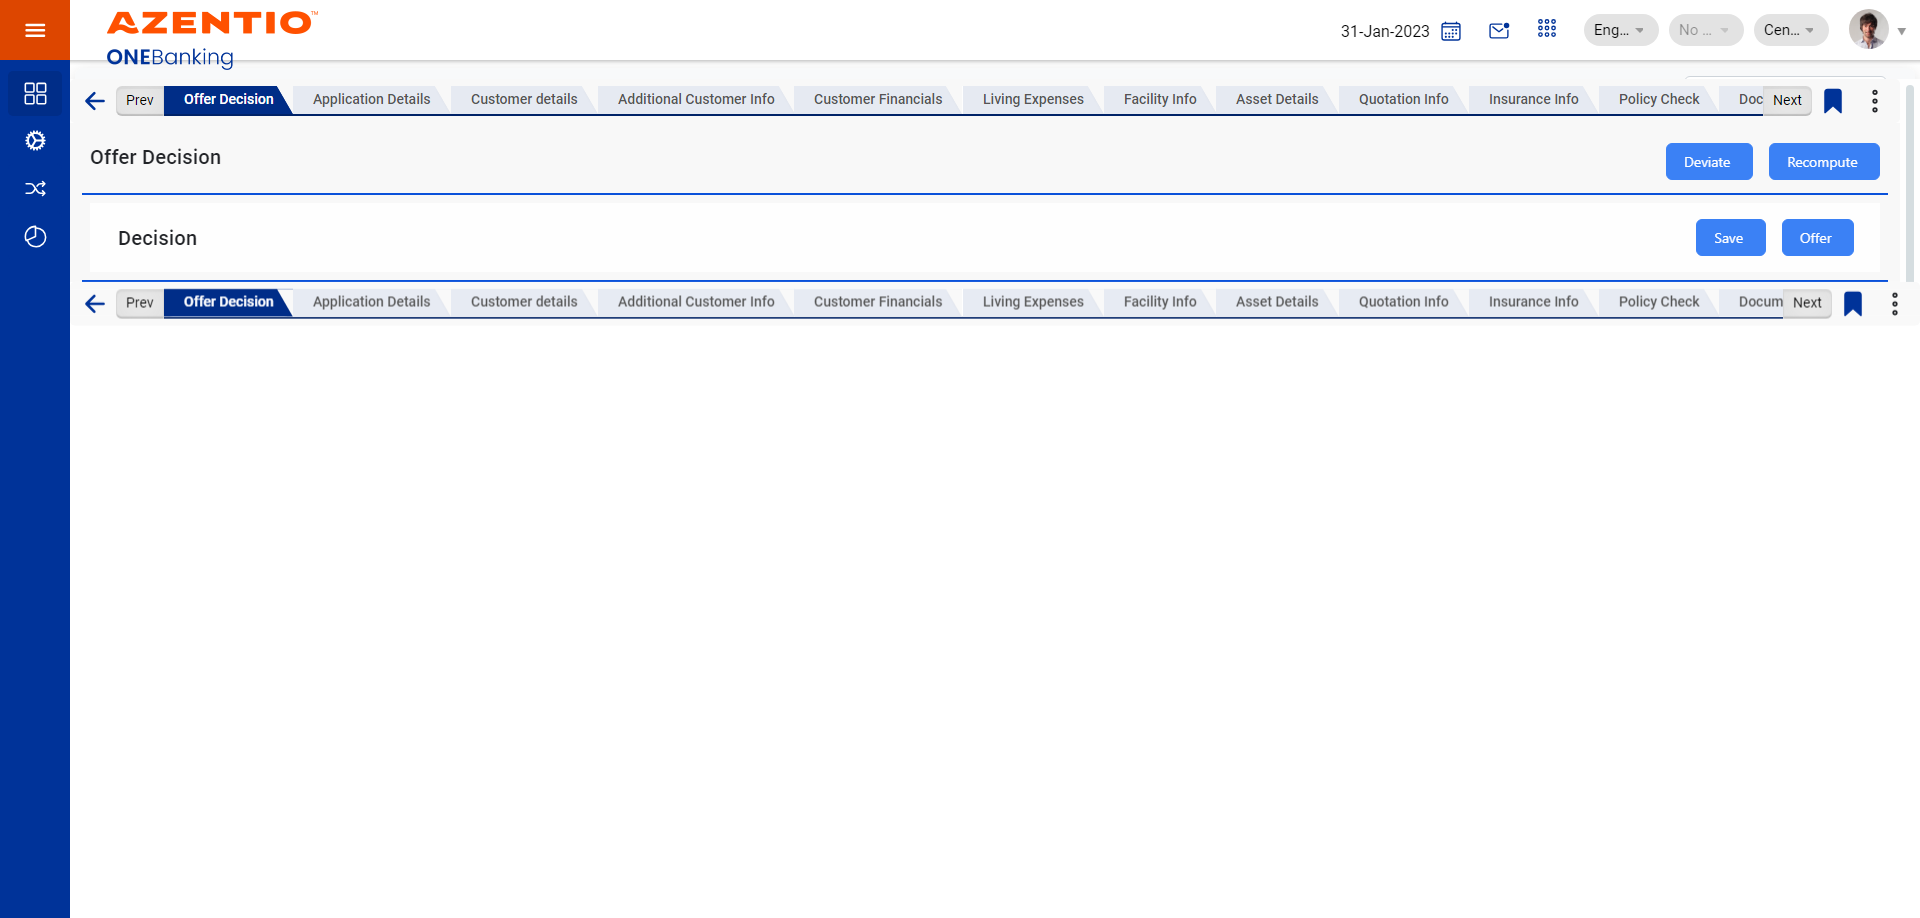 AZENTIO™
ONEBanking
31-Jan-2023
Eng...
No ...
Cen...
Prev
Offer Decision
Application Details
Customer details
Additional Customer Info
Customer Financials
Living Expenses
Facility Info
Asset Details
Quotation Info
Insurance Info
Policy Check
Doc
Next
Offer Decision
Deviate
Recompute
Decision
Save
Offer
Prev
Offer Decision
Application Details
Customer details
Additional Customer Info
Customer Financials
Living Expenses
Facility Info
Asset Details
Quotation Info
Insurance Info
Policy Check
Docum
Next